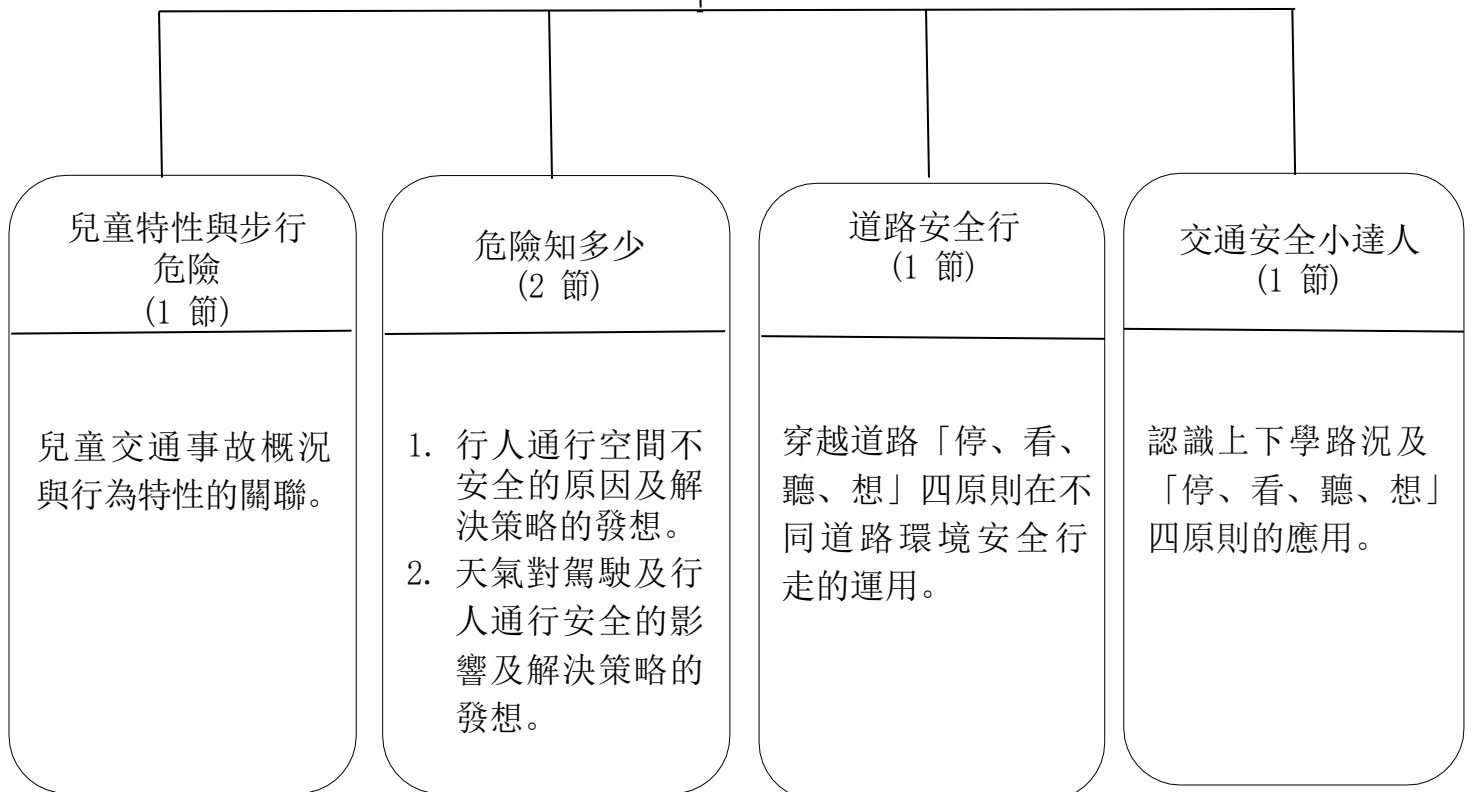 兒童特性與步行
危險
(1 節)
兒童交通事故概況
與行為特性的關聯。
危險知多少
(2 節)
1. 行人通行空間不
安全的原因及解
決策略的發想。
2. 天氣對駕駛及行
人通行安全的影
響及解決策略的
發想。
道路安全行
(1 節)
穿越道路「停、看、
聽、想」四原則在不
同道路環境安全行
走的運用。
交通安全小達人
(1 節)
認識上下學路況及
「停、看、聽、想」
四原則的應用。